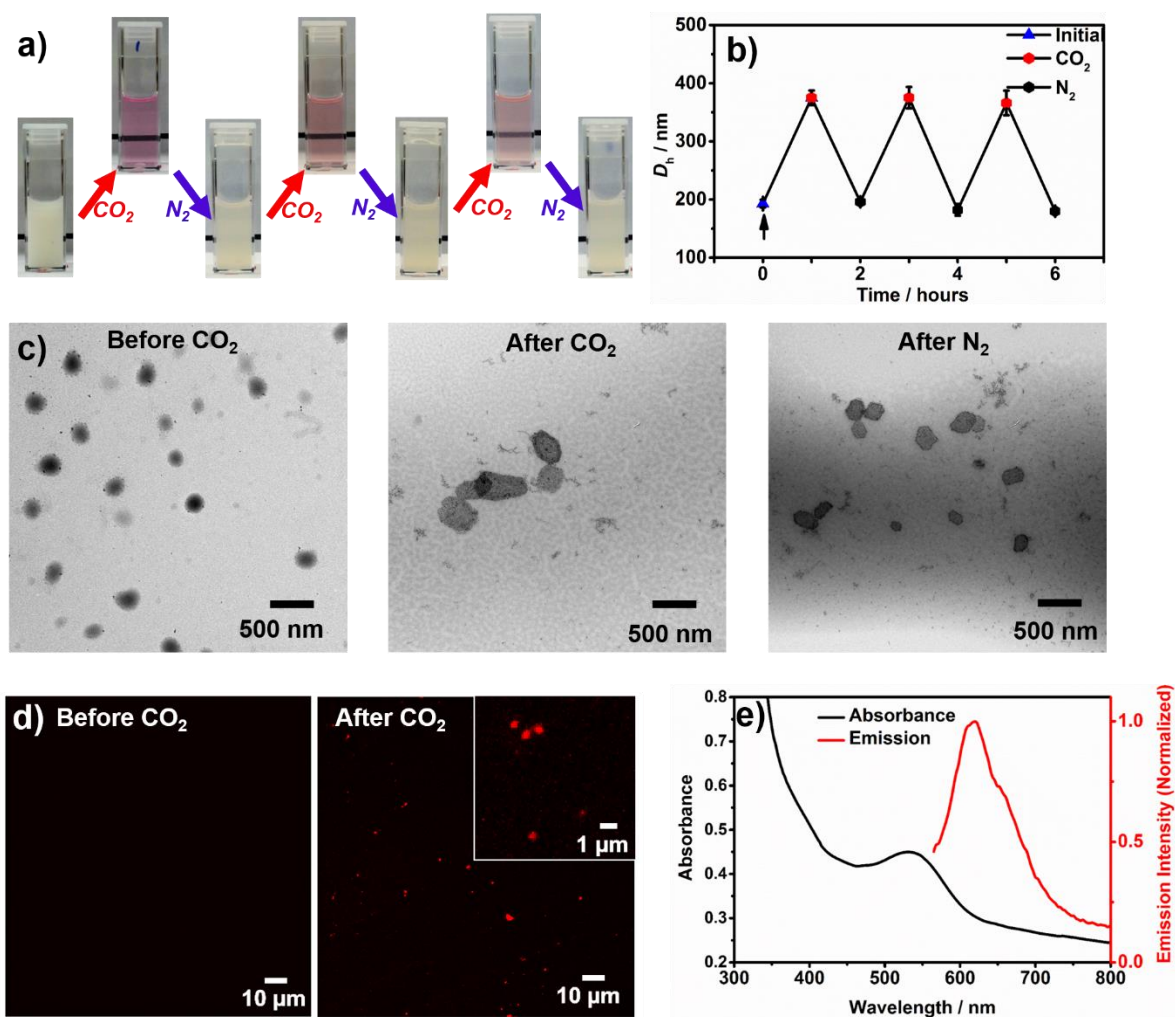 a)
CO2
N2
CO2
N2
CO2
N2
b)
Initial
CO2
N2
500
400
300
200
100
Dh / nm
0 2 4 6
Time / hours
c)
Before CO2
500 nm
After CO2
500 nm
After N2
500 nm
d)
Before CO2
10 µm
After CO2
1 µm
10 µm
e)
Absorbance
Emission
0.8
0.7
0.6
0.5
0.4
0.3
0.2
Absorbance
1.0
0.5
0.0
Emission Intensity (Normalized)
300 400 500 600 700 800
Wavelength / nm